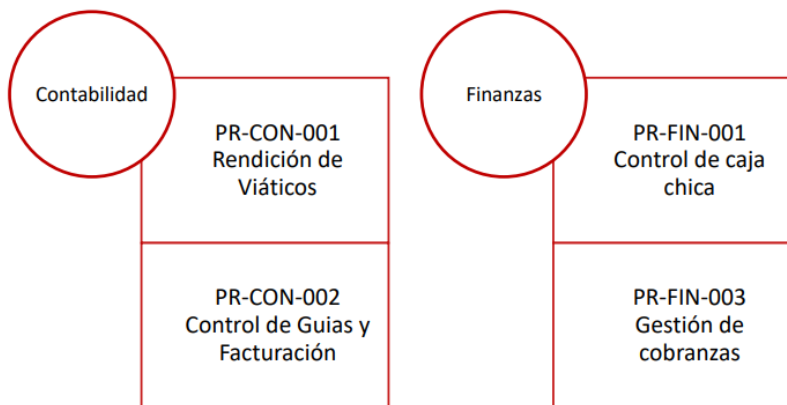 Contabilidad
PR-CON-001
Rendición de
Viáticos
PR-CON-002
Control de Guias y
Facturación
Finanzas
PR-FIN-001
Control de caja
chica
PR-FIN-003
Gestión de
cobranzas